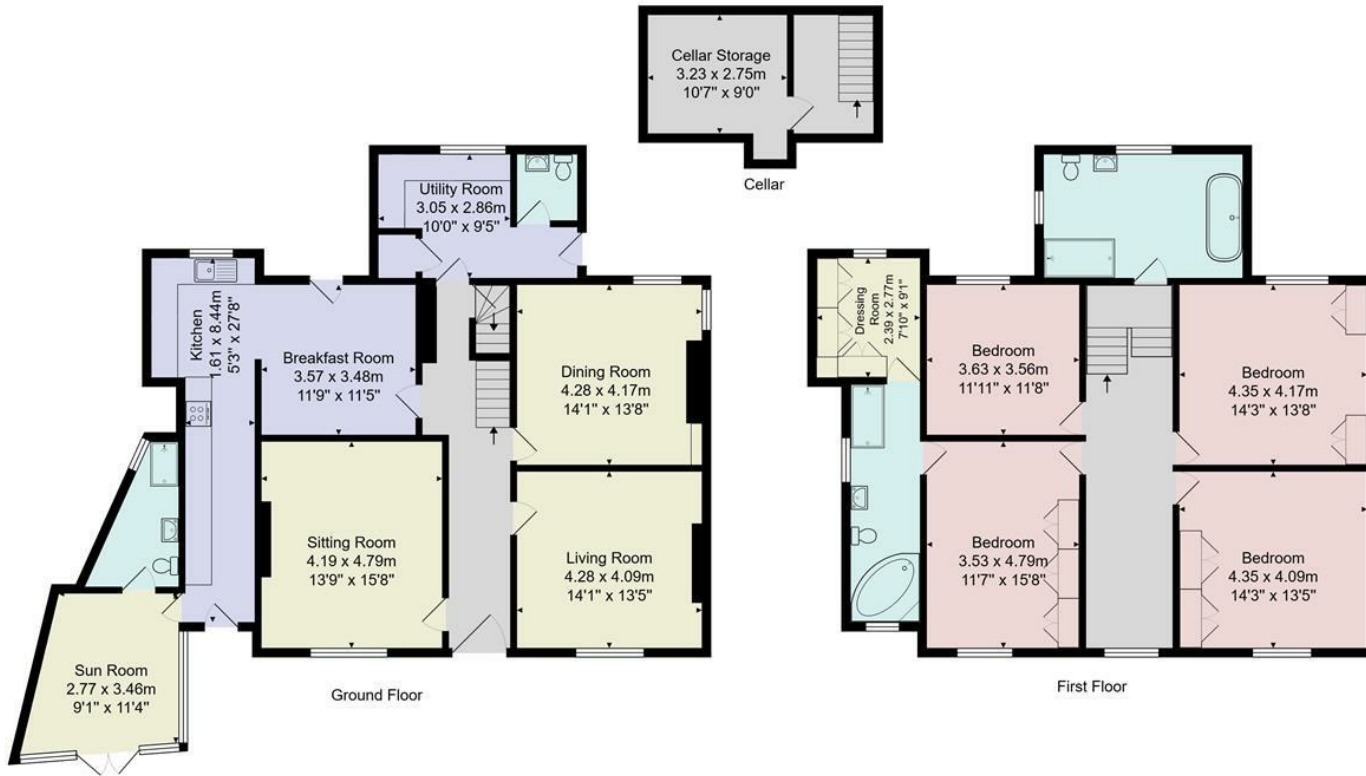 Cellar Storage
3.23 x 2.75m
10'7" x 9'0"
Cellar
Utility Room
3.05 x 2.86m
10'0" x 9'5"
Kitchen
1.61 x 8.44m
5'3" x 27'8"
Breakfast Room
3.57 x 3.48m
11'9" x 11'5"
Dining Room
4.28 x 4.17m
14'1" x 13'8"
Sitting Room
4.19 x 4.79m
13'9" x 15'8"
Living Room
4.28 x 4.09m
14'1" x 13'5"
Sun Room
2.77 x 3.46m
9'1" x 11'4"
Ground Floor
Dressing
Room
2.39 x 2.77m
7'10" x 9'1"
Bedroom
3.63 x 3.56m
11'11" x 11'8"
Bedroom
4.35 x 4.17m
14'3" x 13'8"
Bedroom
3.53 x 4.79m
11'7" x 15'8"
Bedroom
4.35 x 4.09m
14'3" x 13'5"
First Floor